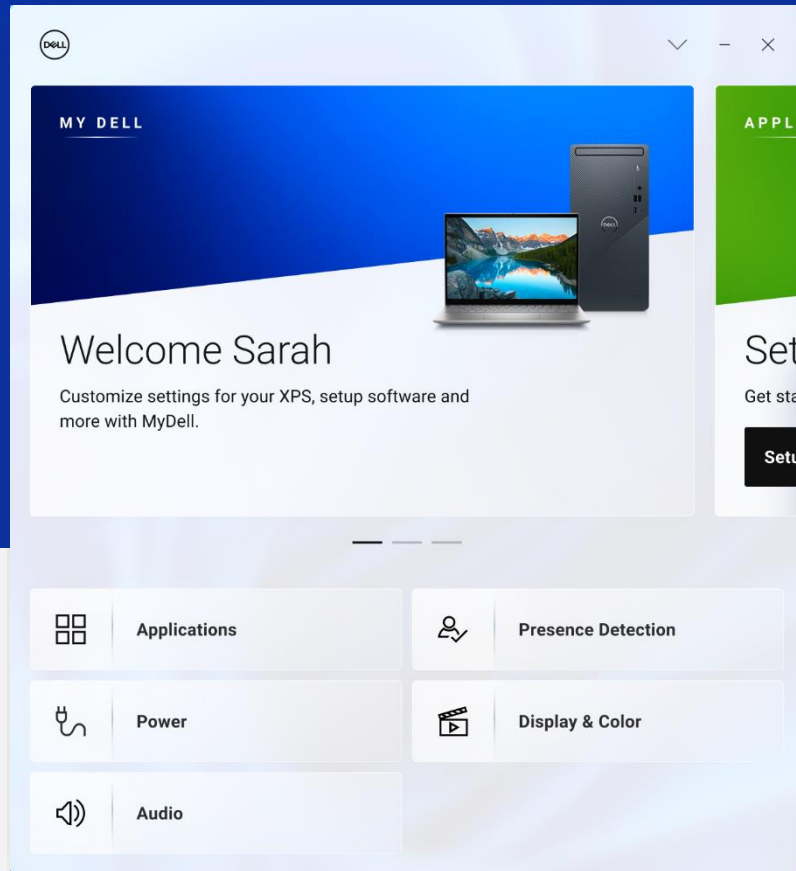 DELL
MY DELL
Welcome Sarah
Customize settings for your XPS, setup software and
more with MyDell.
APPL
Set
Get sta
Setu
Applications
Presence Detection
Power
Display & Color
Audio